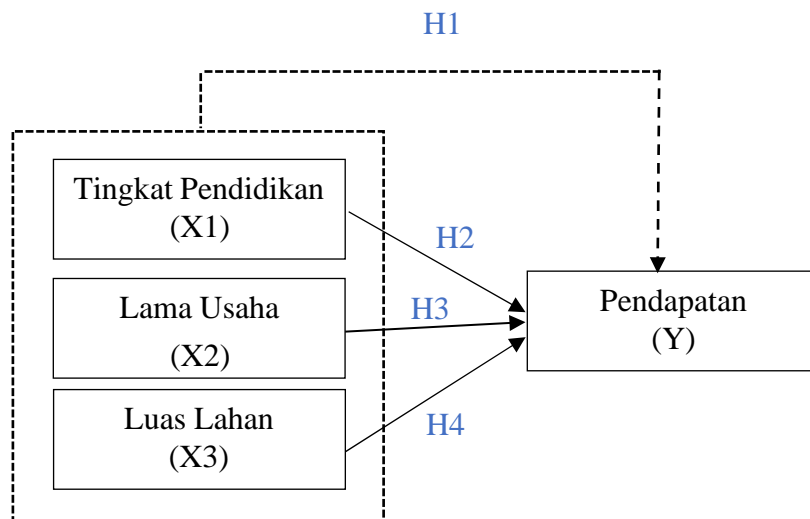 H1
Tingkat Pendidikan
(X1)
H2
Lama Usaha
(X2)
H3
Pendapatan
(Y)
Luas Lahan
(X3)
H4